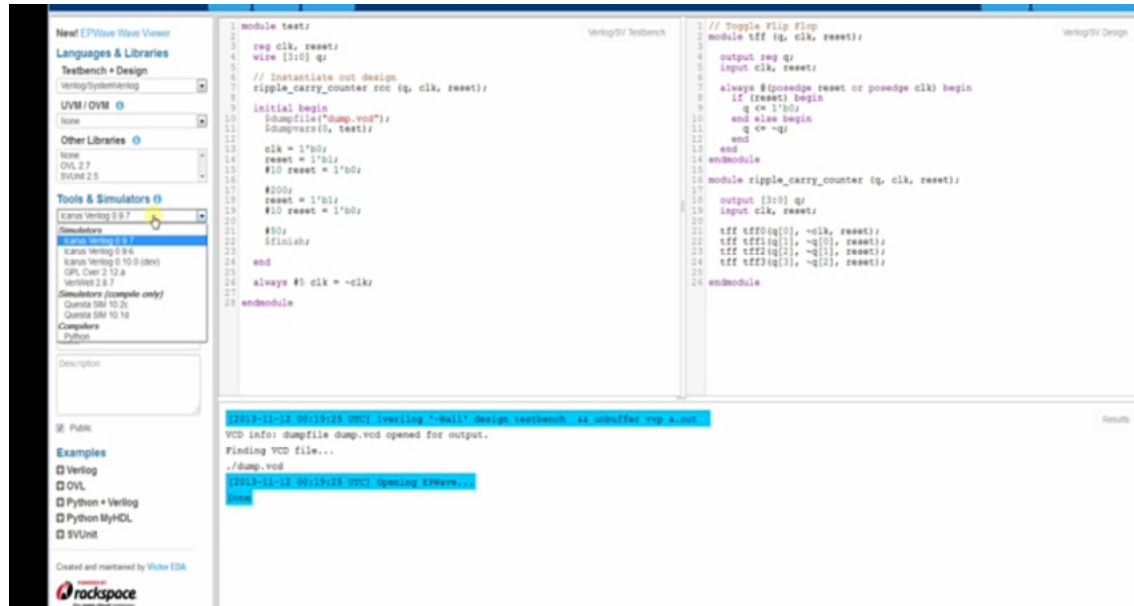 New! EPWave Wave Viewer
Languages & Libraries
Testbench + Design
Verilog/SystemVerilog
UVM / OVM
None
Other Libraries
None
OVL 2.7
SVUnit 2.5
Tools & Simulators
Icarus Verilog 0.9.7
Simulators
Icarus Verilog 0.9.7
Icarus Verilog 0.9.6
Icarus Verilog 0.10.0 (dev)
GPL Cver 2.12.a
VeriWell 2.8.7
Simulators (compile only)
Questa SIM 10.2c
Questa SIM 10.1d
Compilers
Python
Description
Public
Examples
Verilog
OVL
Python + Verilog
Python MyHDL
SVUnit
Created and maintained by Victor EDA
POWERED BY
rackspace
1 module test;
Verilog/SV Testbench
2
3 reg clk, reset;
4 wire [3:0] q;
5
6 // Instantiate out design
7 ripple_carry_counter rcc (q, clk, reset);
8
9 initial begin
10 $dumpfile("dump.vcd");
11 $dumpvars(0, test);
12
13 clk = 1'b0;
14 reset = 1'b1;
15 #10 reset = 1'b0;
16
17 #200;
18 reset = 1'b1;
19 #10 reset = 1'b0;
20
21 #50;
22 $finish;
23
24 end
25
26 always #5 clk = ~clk;
27
28 endmodule
1 // Toggle Flip Flop
Verilog/SV Design
2 module tff (q, clk, reset);
3
4 output reg q;
5 input clk, reset;
6
7 always @(posedge reset or posedge clk) begin
8 if (reset) begin
9 q <= 1'b0;
10 end else begin
11 q <= ~q;
12 end
13 end
14 endmodule
15
16 module ripple_carry_counter (q, clk, reset);
17
18 output [3:0] q;
19 input clk, reset;
20
21 tff tff0(q[0], ~clk, reset);
22 tff tff1(q[1], ~q[0], reset);
23 tff tff2(q[2], ~q[1], reset);
24 tff tff3(q[3], ~q[2], reset);
25
26 endmodule
[2013-11-12 00:19:25 UTC] iverilog '-Wall' design testbench && unbuffer vvp a.out
Results
VCD info: dumpfile dump.vcd opened for output.
Finding VCD file...
./dump.vcd
[2013-11-12 00:19:25 UTC] Opening EPWave...
Done